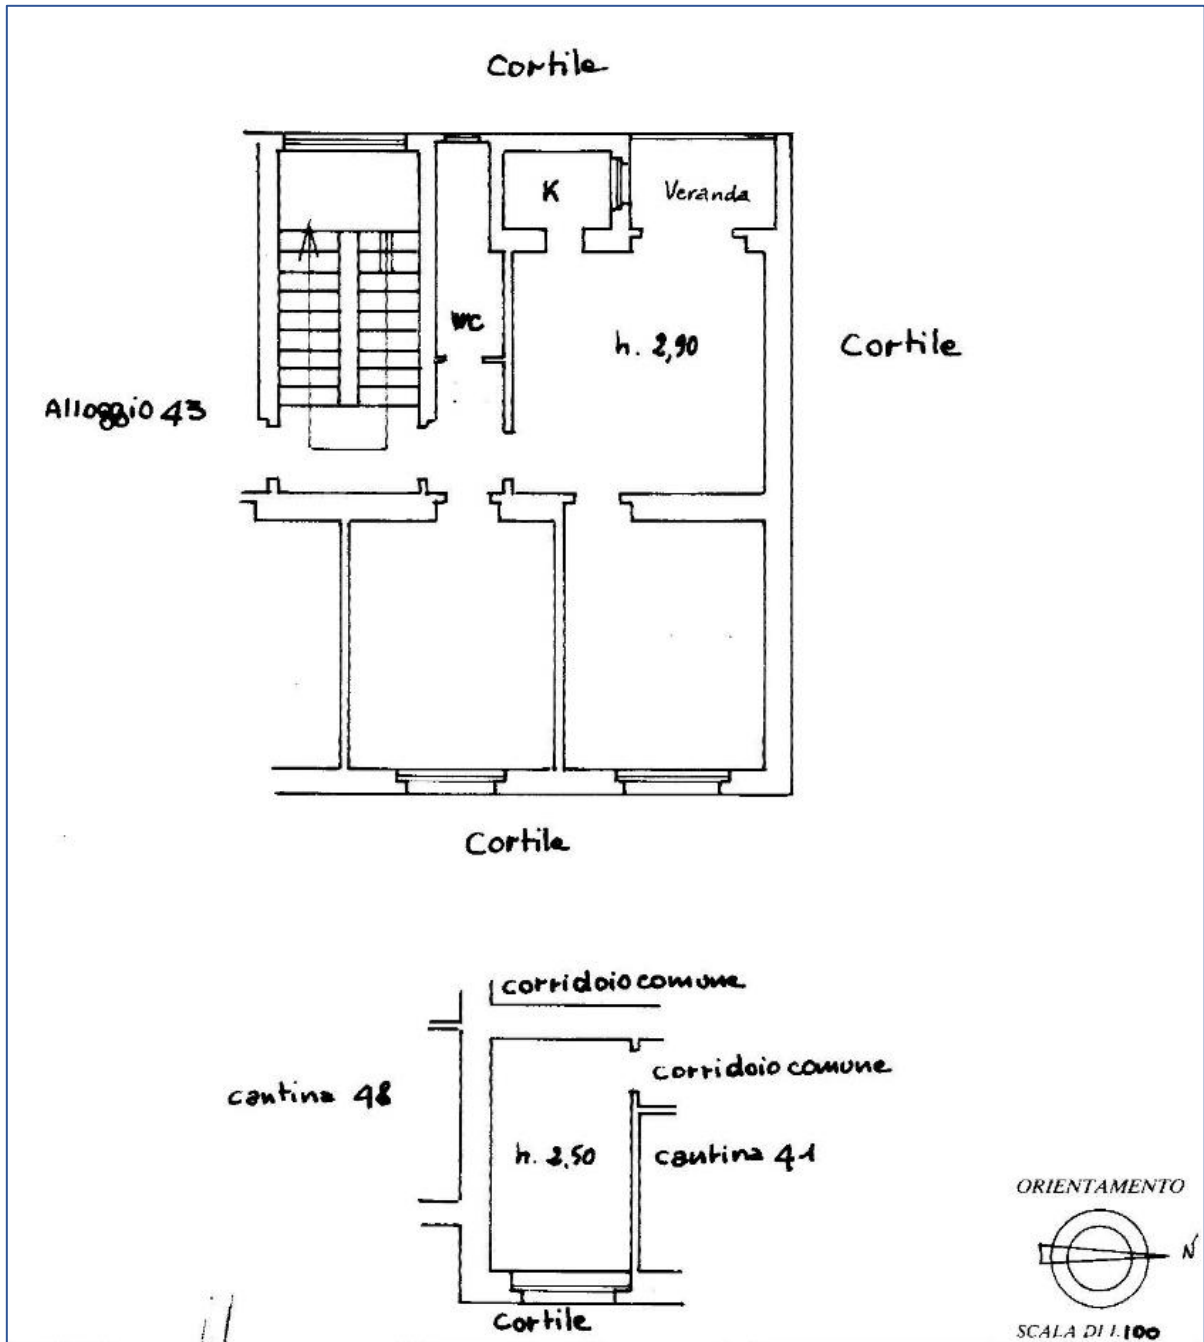 Cortile
K
Veranda
WC
h. 2,90
Cortile
Alloggio 43
Cortile
corridoio comune
corridoio comune
cantina 48
h. 2,50
cantina 41
Cortile
ORIENTAMENTO
N
SCALA DI 1:100